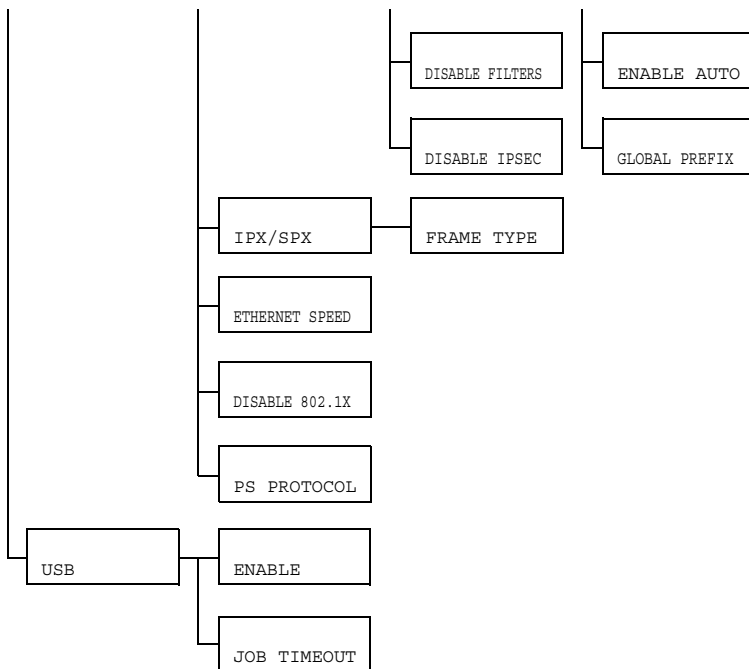 DISABLE FILTERS
ENABLE AUTO
DISABLE IPSEC
GLOBAL PREFIX
IPX/SPX
FRAME TYPE
ETHERNET SPEED
DISABLE 802.1X
PS PROTOCOL
USB
ENABLE
JOB TIMEOUT